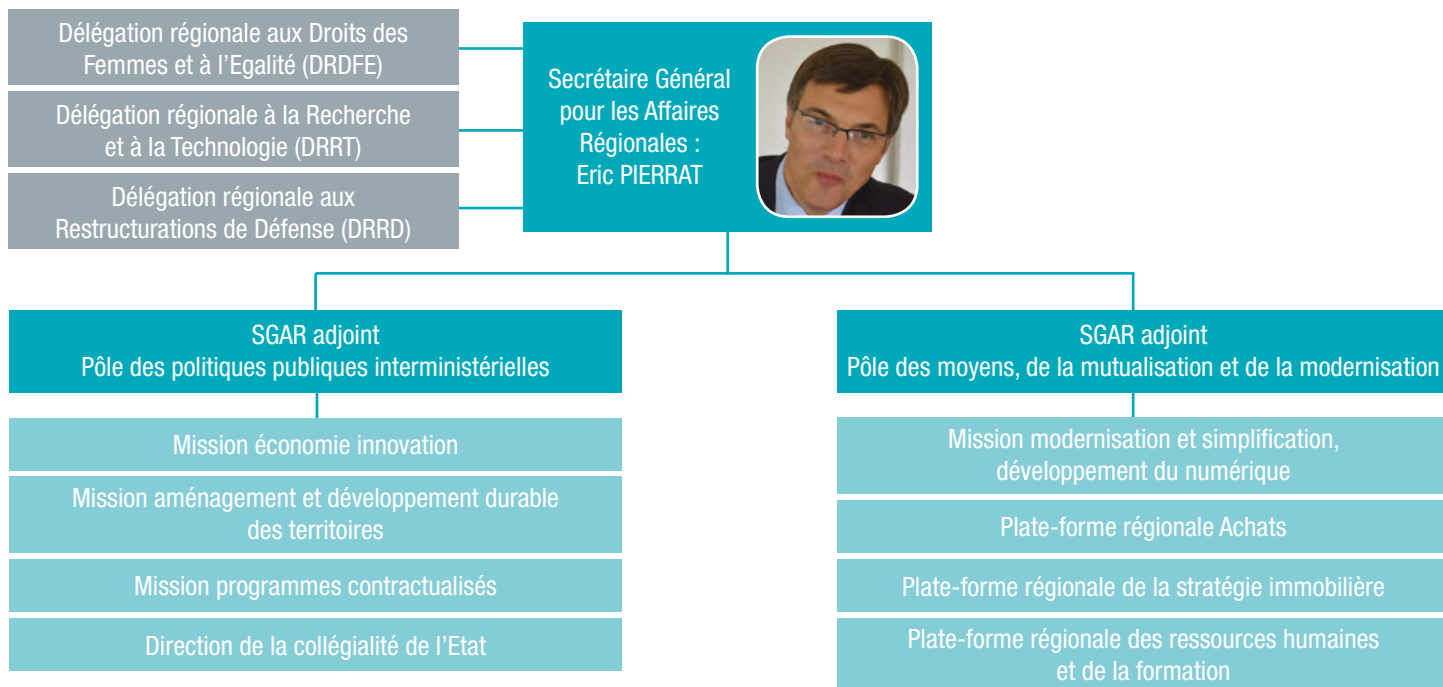 Délégation régionale aux Droits des
Femmes et à l'Egalité (DRDFE)
Délégation régionale à la Recherche
et à la Technologie (DRRT)
Délégation régionale aux
Restructurations de Défense (DRRD)
Secrétaire Général
pour les Affaires
Régionales :
Eric PIERRAT
SGAR adjoint
Pôle des politiques publiques interministérielles
Mission économie innovation
Mission aménagement et développement durable
des territoires
Mission programmes contractualisés
Direction de la collégialité de l'Etat
SGAR adjoint
Pôle des moyens, de la mutualisation et de la modernisation
Mission modernisation et simplification,
développement du numérique
Plate-forme régionale Achats
Plate-forme régionale de la stratégie immobilière
Plate-forme régionale des ressources humaines
et de la formation